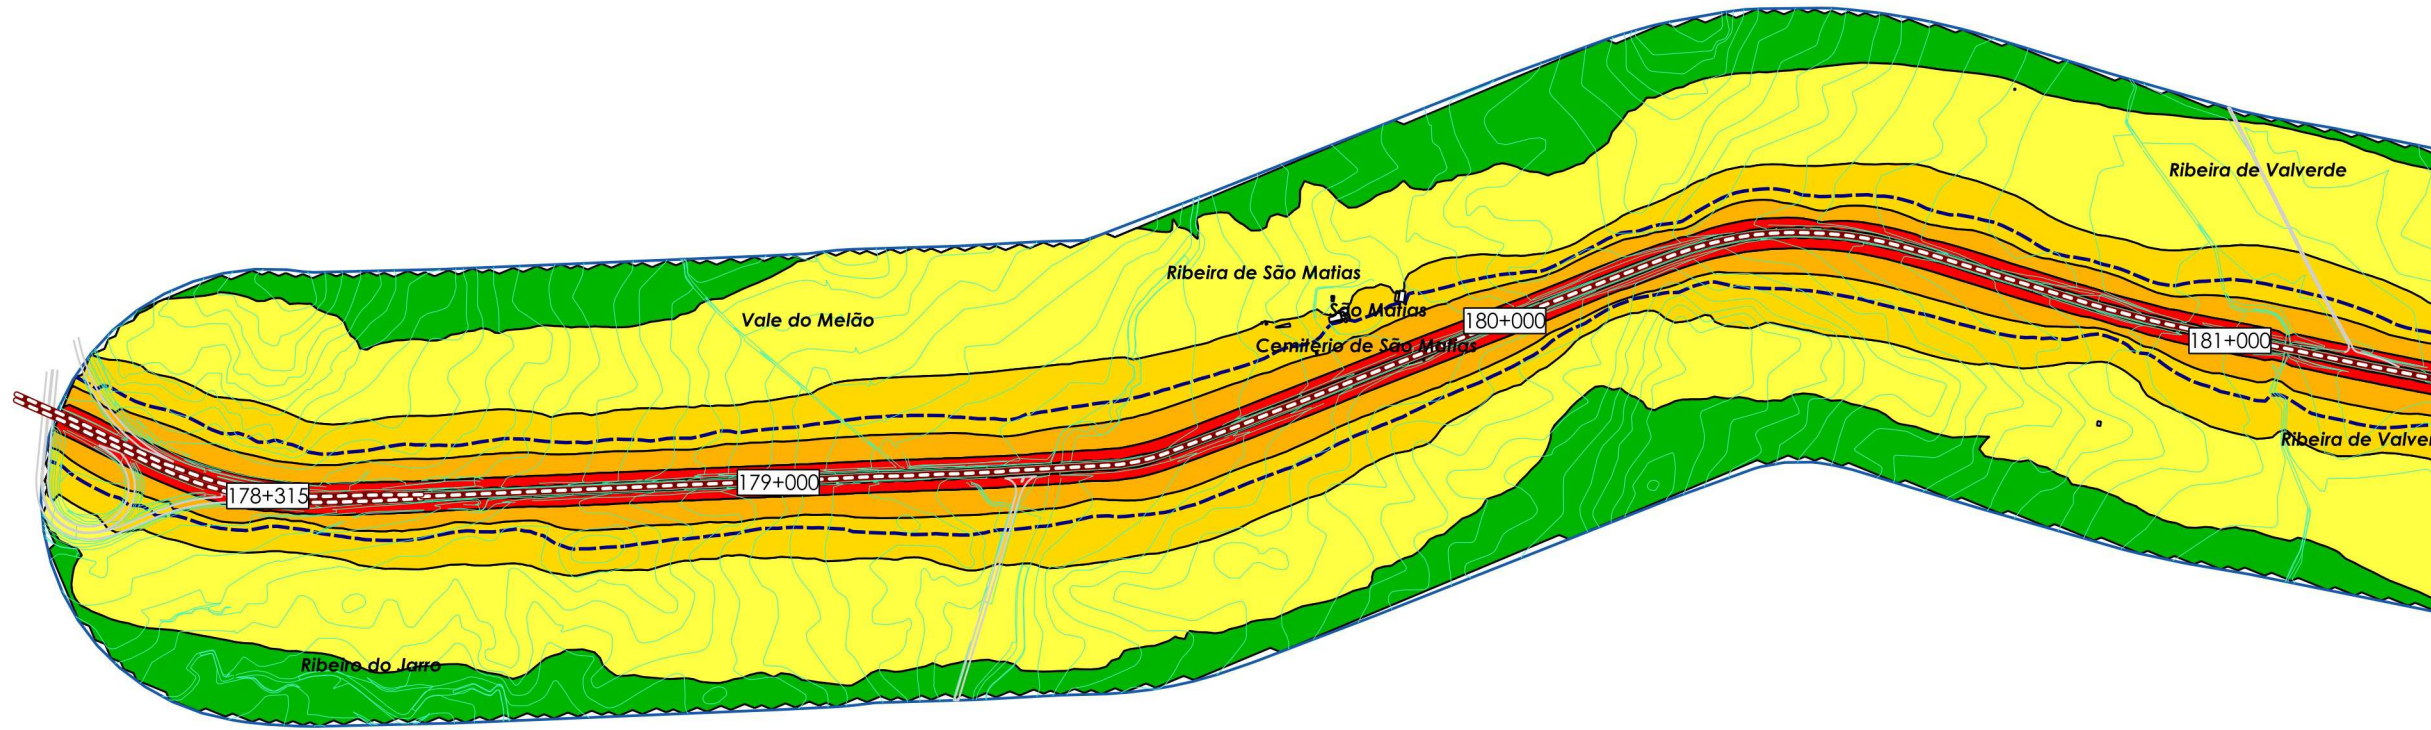 Ribeira de Valverde
Ribeira de São Matias
São Matias
Vale do Melão
180+000
181+000
Cemitério de São Matias
Ribeira de Valver
179+000
178+315
Ribeiro do Jarro